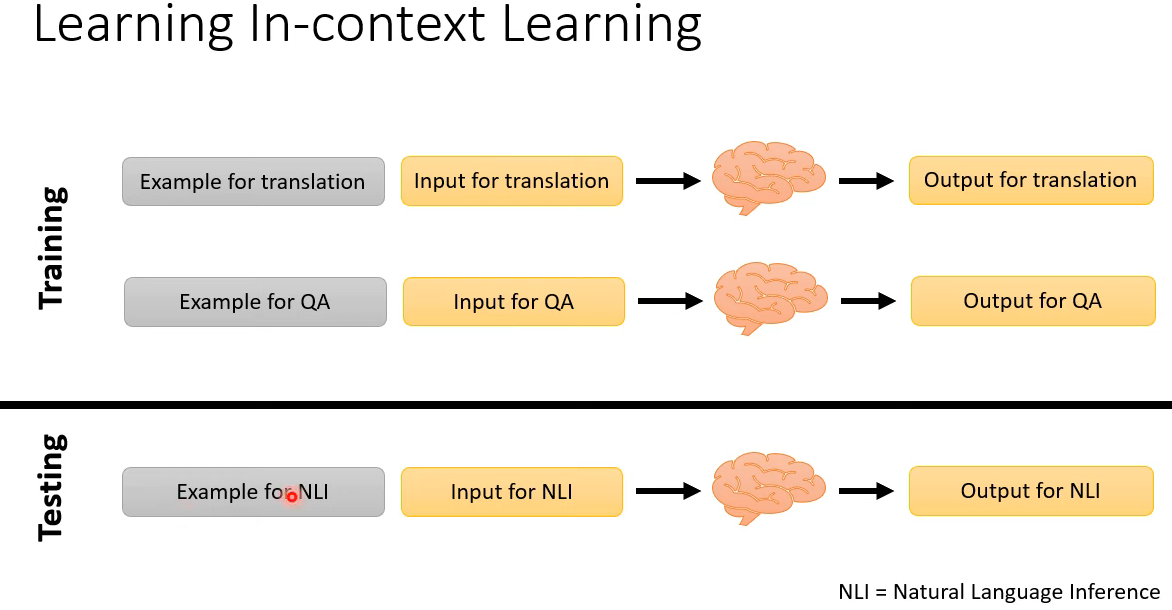 Learning In-context Learning
Training
Example for translation
Input for translation
Output for translation
Example for QA
Input for QA
Output for QA
Testing
Example for NLI
Input for NLI
Output for NLI
NLI = Natural Language Inference